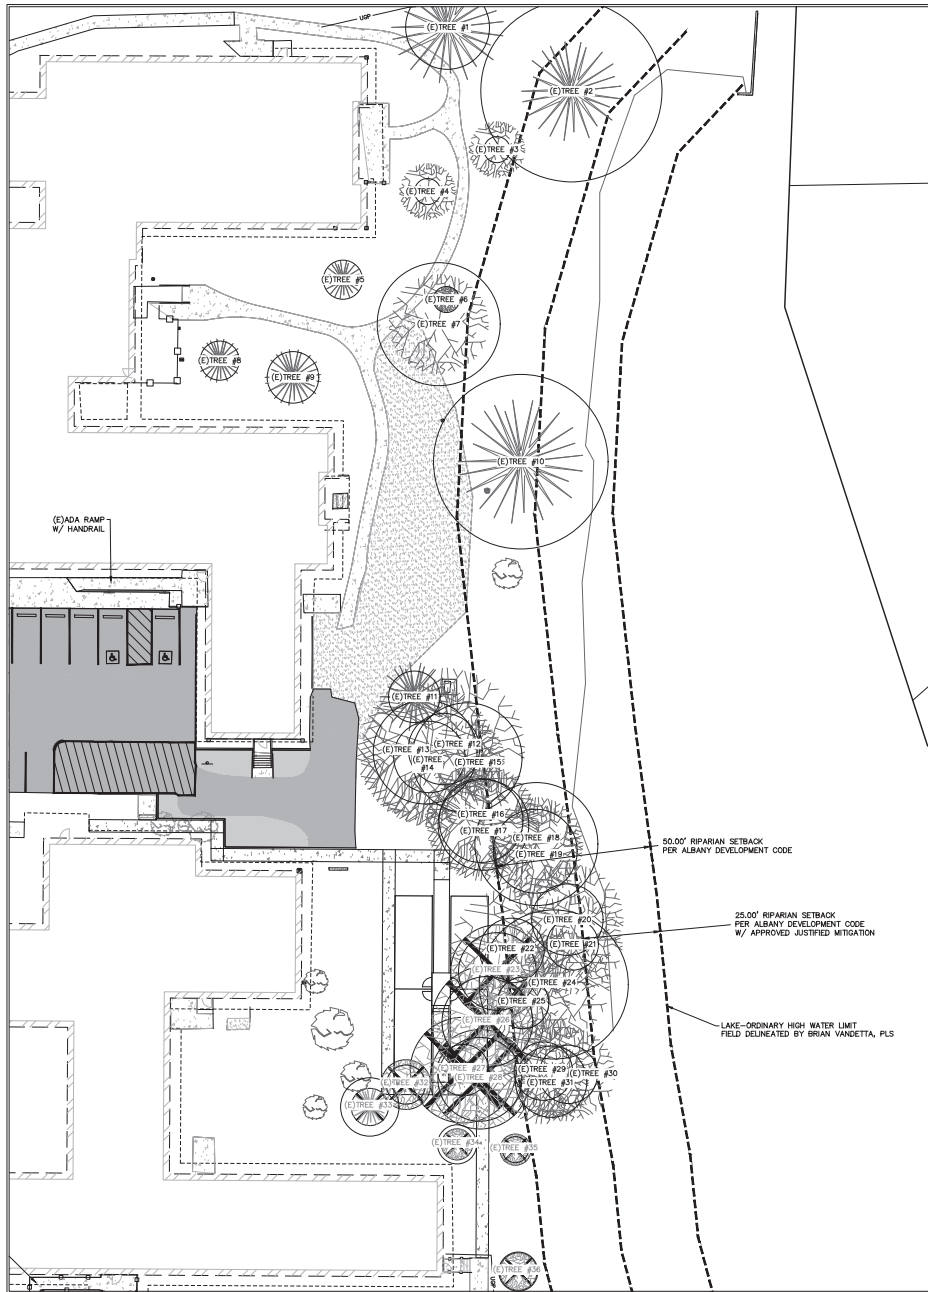 UGP
(E)TREE #1
(E)TREE #2
(E)TREE #3
(E)TREE #4
(E)TREE #5
(E)TREE #6
(E)TREE #7
(E)TREE #8
(E)TREE #9
(E)TREE #10
(E)ADA RAMP
W/ HANDRAIL
(E)TREE #11
(E)TREE #12
(E)TREE #13
(E)TREE
#14
(E)TREE #15
(E)TREE #16
(E)TREE #17
(E)TREE #18
(E)TREE #19
50.00' RIPARIAN SETBACK
PER ALBANY DEVELOPMENT CODE
(E)TREE #20
25.00' RIPARIAN SETBACK
PER ALBANY DEVELOPMENT CODE
W/ APPROVED JUSTIFIED MITIGATION
(E)TREE #21
(E)TREE #22
(E)TREE #23
(E)TREE #24
(E)TREE #25
(E)TREE #26
LAKE-ORDINARY HIGH WATER LIMIT
FIELD DELINEATED BY BRIAN VANDETTA, PLS
(E)TREE #27
(E)TREE #28
(E)TREE #29
(E)TREE #30
(E)TREE #31
(E)TREE #32
(E)TREE #33
(E)TREE #34
(E)TREE #35
(E)TREE #36
UGP